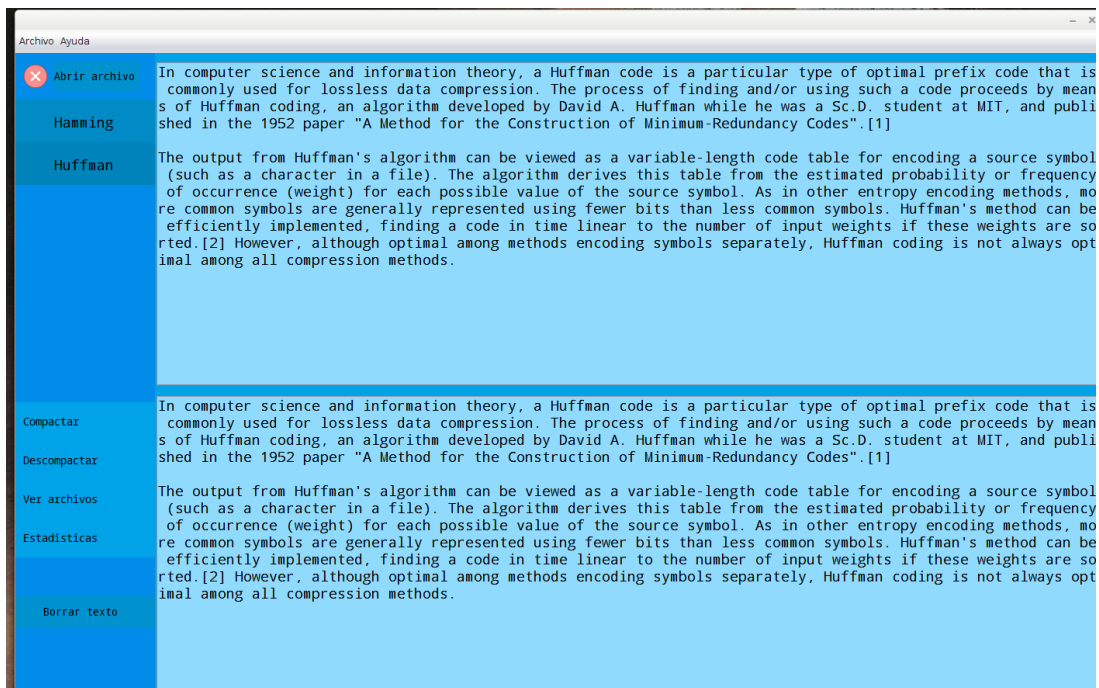 Archivo Ayuda
Abrir archivo
Hamming
Huffman
In computer science and information theory, a Huffman code is a particular type of optimal prefix code that is
commonly used for lossless data compression. The process of finding and/or using such a code proceeds by mean
s of Huffman coding, an algorithm developed by David A. Huffman while he was a Sc.D. student at MIT, and publi
shed in the 1952 paper "A Method for the Construction of Minimum-Redundancy Codes".[1]
The output from Huffman's algorithm can be viewed as a variable-length code table for encoding a source symbol
(such as a character in a file). The algorithm derives this table from the estimated probability or frequency
of occurrence (weight) for each possible value of the source symbol. As in other entropy encoding methods, mo
re common symbols are generally represented using fewer bits than less common symbols. Huffman's method can be
efficiently implemented, finding a code in time linear to the number of input weights if these weights are so
rted.[2] However, although optimal among methods encoding symbols separately, Huffman coding is not always opt
imal among all compression methods.
Compactar
Descompactar
Ver archivos
Estadisticas
Borrar texto
In computer science and information theory, a Huffman code is a particular type of optimal prefix code that is
commonly used for lossless data compression. The process of finding and/or using such a code proceeds by mean
s of Huffman coding, an algorithm developed by David A. Huffman while he was a Sc.D. student at MIT, and publi
shed in the 1952 paper "A Method for the Construction of Minimum-Redundancy Codes".[1]
The output from Huffman's algorithm can be viewed as a variable-length code table for encoding a source symbol
(such as a character in a file). The algorithm derives this table from the estimated probability or frequency
of occurrence (weight) for each possible value of the source symbol. As in other entropy encoding methods, mo
re common symbols are generally represented using fewer bits than less common symbols. Huffman's method can be
efficiently implemented, finding a code in time linear to the number of input weights if these weights are so
rted.[2] However, although optimal among methods encoding symbols separately, Huffman coding is not always opt
imal among all compression methods.